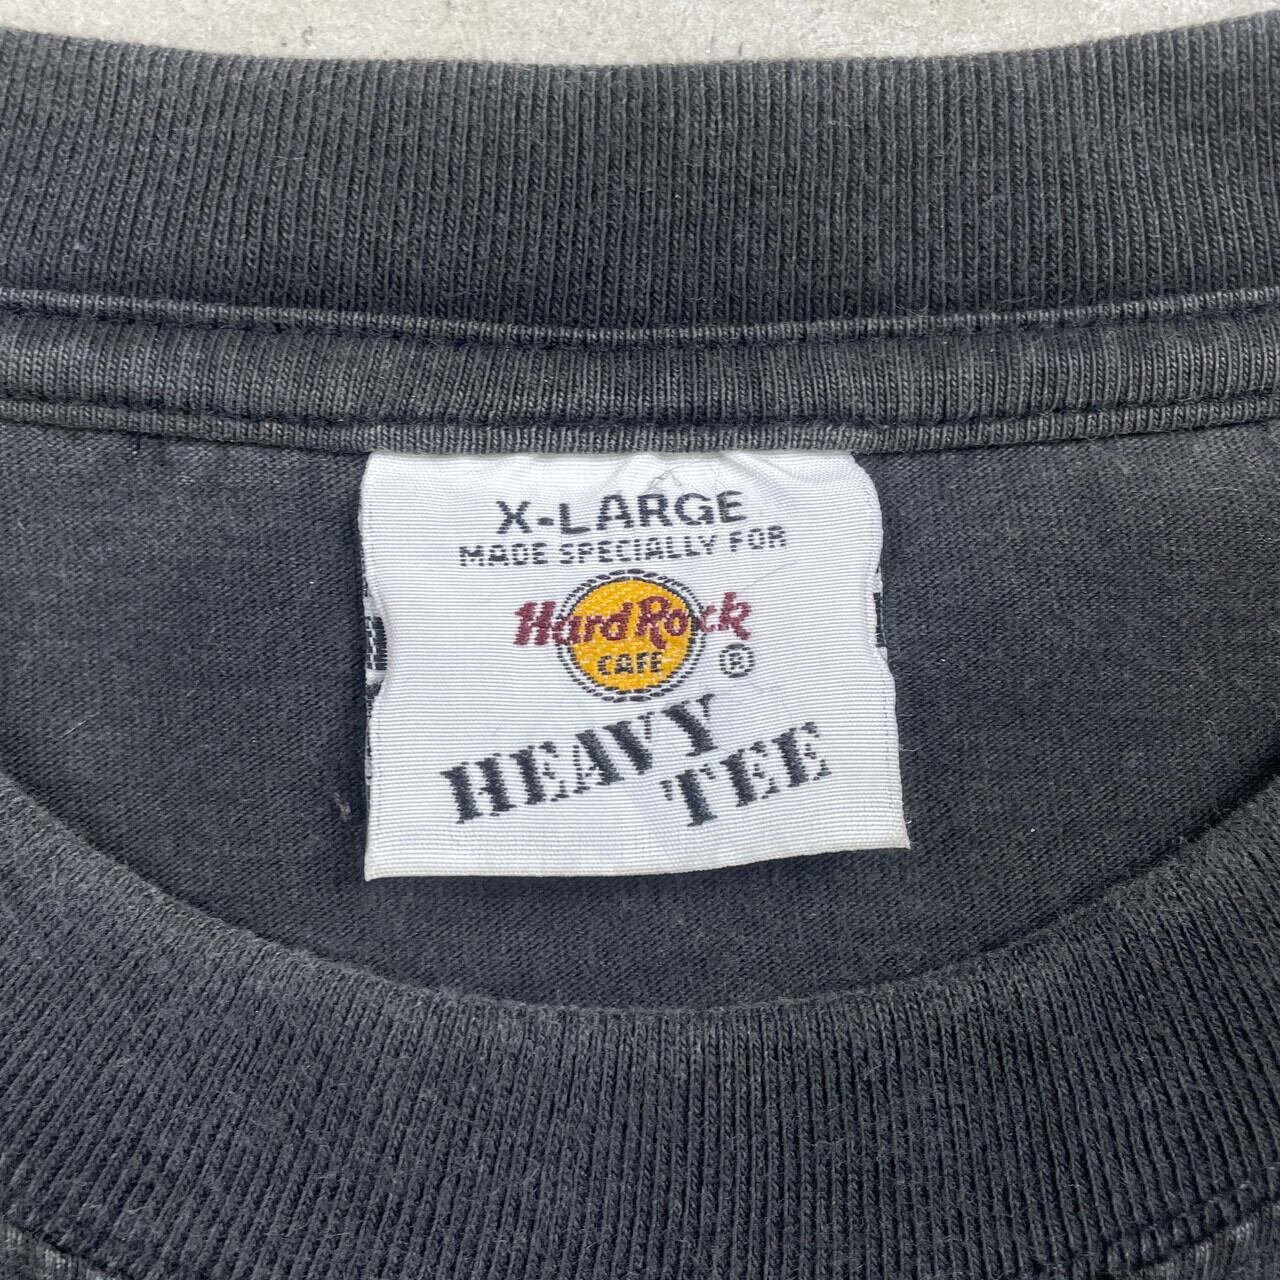 X-LARGE
MADE SPECIALLY FOR
Hard Rock
CAFE ®
HEAVY
TEE